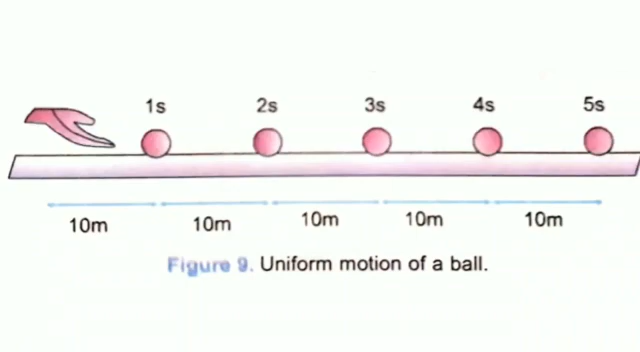 1s 2s 3s 4s 5s
10m 10m 10m 10m 10m
Figure 9. Uniform motion of a ball.